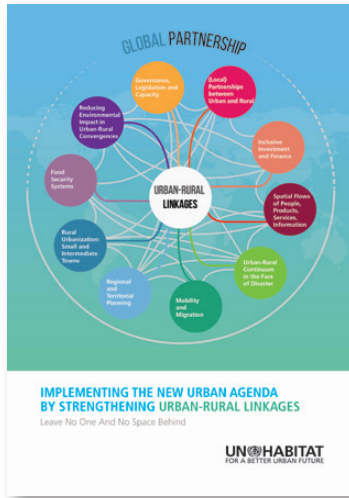 GLOBAL PARTNERSHIP
Governance,
Legislation and
Capacity
(Local)
Partnerships
between
Urban and Rural
Reducing
Environmental
Impact in
Urban-Rural
Convergences
Inclusive
Investment
and Finance
Food
Security
Systems
URBAN-RURAL
LINKAGES
Spatial Flows
of People,
Products,
Services,
Information
Rural
Urbanization:
Small and
Intermediate
Towns
Urban-Rural
Continuum
in the Face
of Disaster
Regional
and
Territorial
Planning
Mobility
and
Migration
IMPLEMENTING THE NEW URBAN AGENDA
BY STRENGTHENING URBAN-RURAL LINKAGES
Leave No One And No Space Behind
UN HABITAT
FOR A BETTER URBAN FUTURE